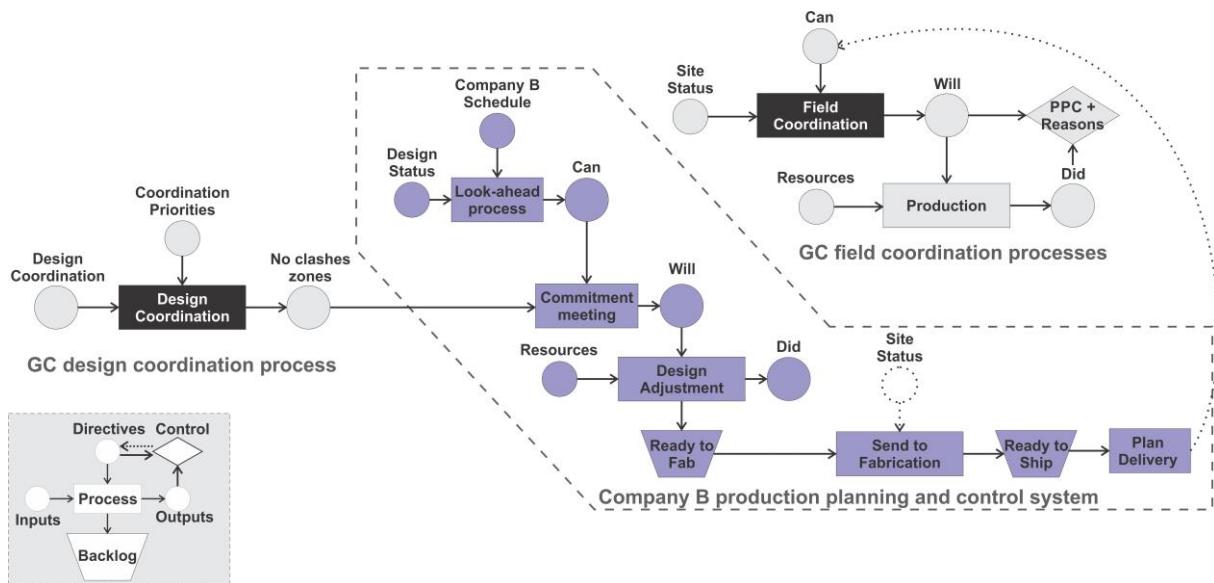 Coordination
Priorities
Design
Coordination
Design
Coordination
No clashes
zones
GC design coordination process
Company B
Schedule
Design
Status
Look-ahead
process
Can
Commitment
meeting
Will
Resources
Design
Adjustment
Did
Ready to
Fab
Site
Status
Send to
Fabrication
Ready to
Ship
Plan
Delivery
Company B production planning and control system
Can
Site
Status
Field
Coordination
Will
PPC +
Reasons
Resources
Production
Did
GC field coordination processes
Directives
Control
Process
Inputs
Outputs
Backlog